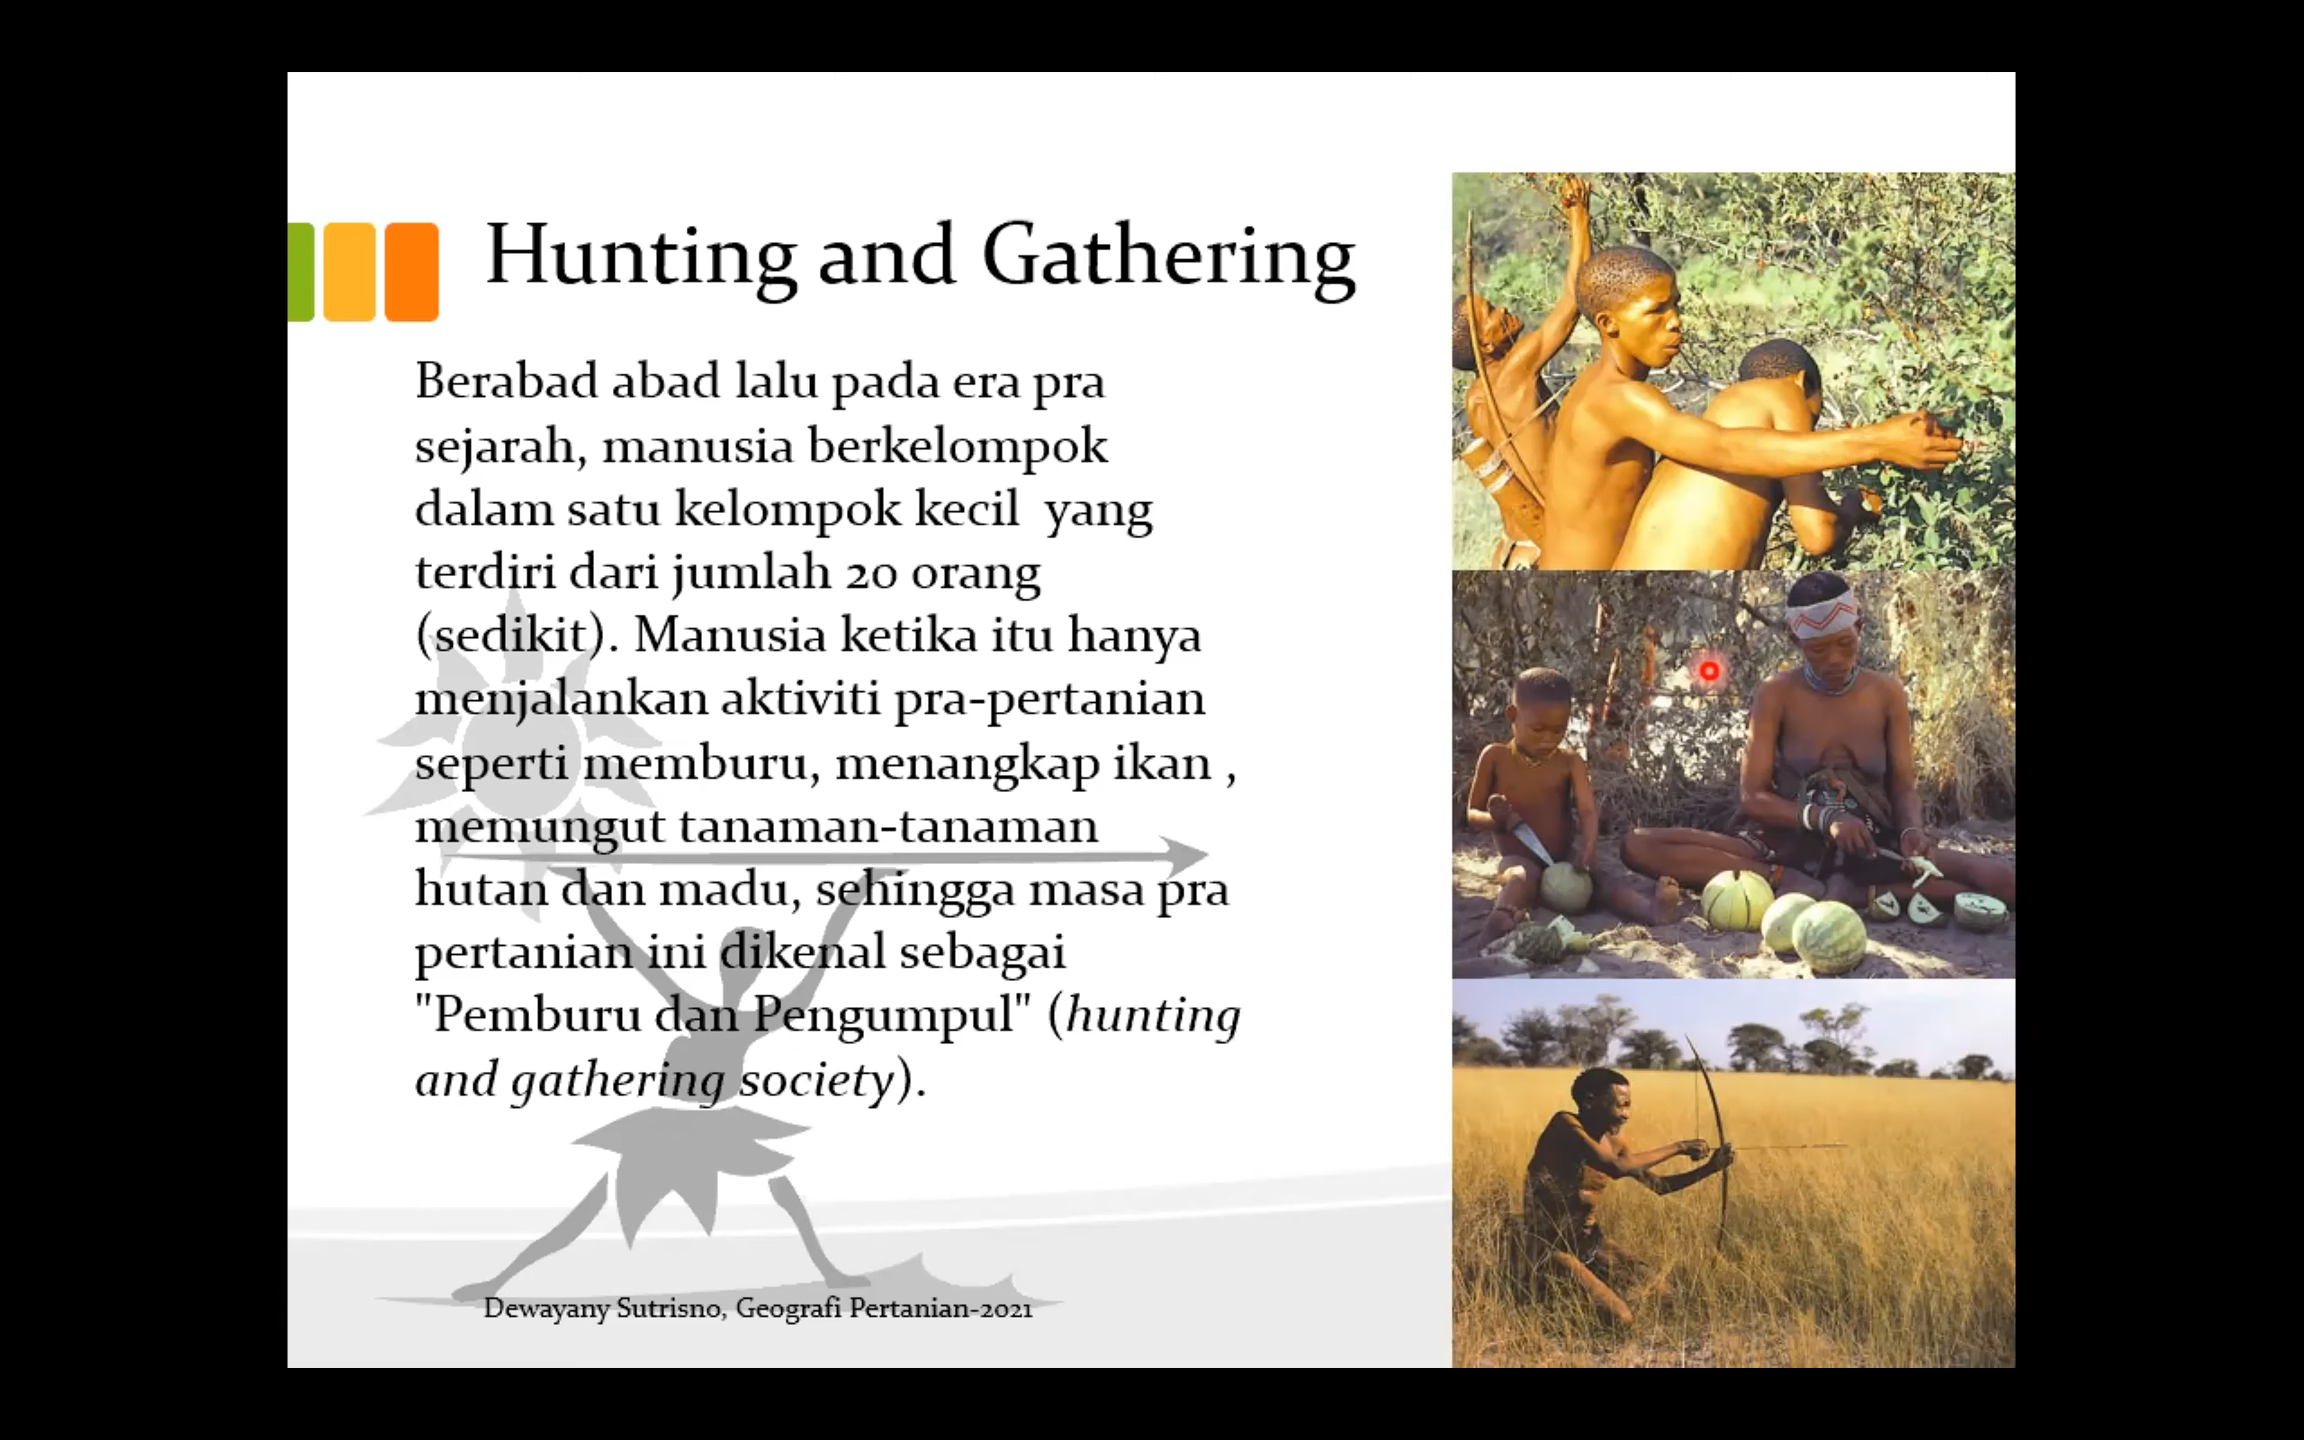 Hunting and Gathering
Berabad abad lalu pada era pra
sejarah, manusia berkelompok
dalam satu kelompok kecil  yang
terdiri dari jumlah 20 orang
(sedikit). Manusia ketika itu hanya
menjalankan aktiviti pra-pertanian
seperti memburu, menangkap ikan ,
memungut tanaman-tanaman
hutan dan madu, sehingga masa pra
pertanian ini dikenal sebagai
"Pemburu dan Pengumpul" (hunting
and gathering society).
Dewayany Sutrisno, Geografi Pertanian-2021